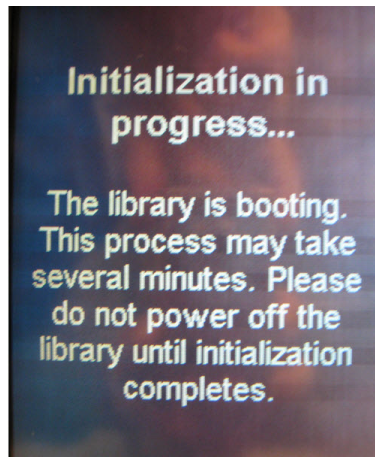 Initialization in
progress...
The library is booting.
This process may take
several minutes. Please
do not power off the
library until initialization
completes.